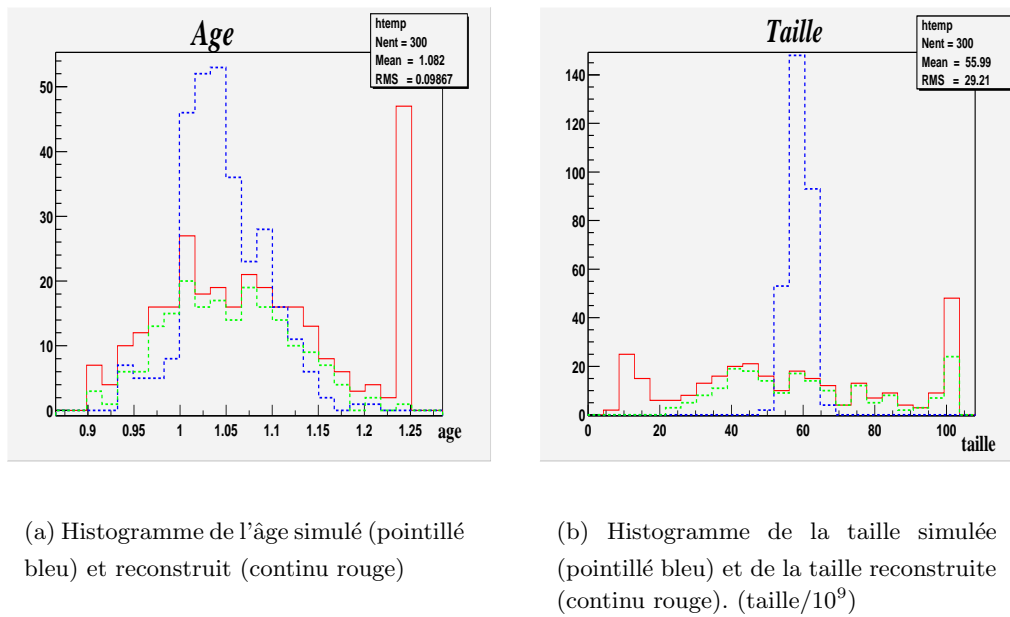 Age
htemp
Nent = 300
Mean = 1.082
RMS = 0.09867
50
40
30
20
10
0
0.9
0.95
1
1.05
1.1
1.15
1.2
1.25
age
Taille
htemp
Nent = 300
Mean = 55.99
RMS = 29.21
140
120
100
80
60
40
20
0
0
20
40
60
80
100
taille
(a) Histogramme de l'âge simulé (pointillé
bleu) et reconstruit (continu rouge)
(b) Histogramme de la taille simulée
(pointillé bleu) et de la taille reconstruite
(continu rouge). (taille/10⁹)